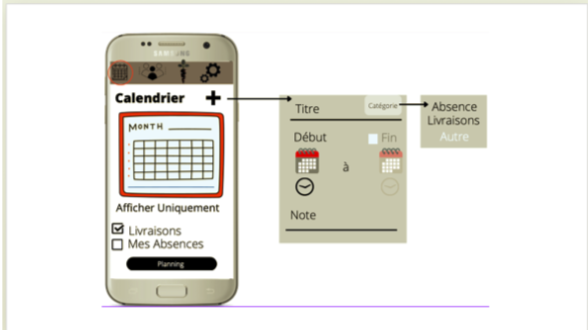 SAMSUNG
Calendrier
MONTH
Afficher Uniquement
Livraisons
Mes Absences
Planning
Titre
Catégorie
Début
Fin
à
Note
Absence
Livraisons
Autre